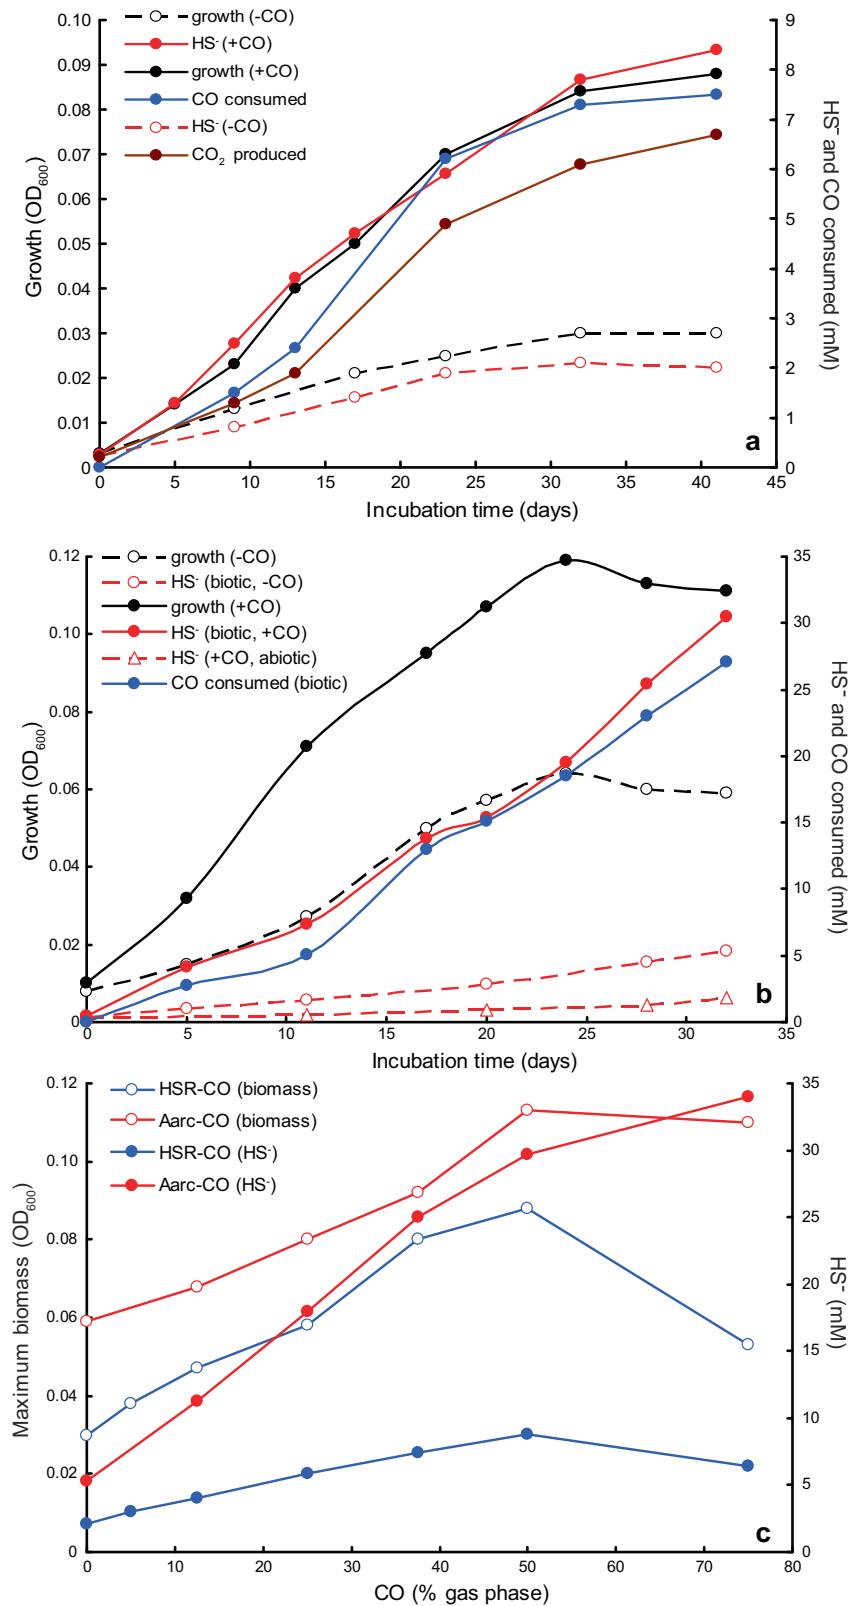 growth (-CO)
HS⁻ (+CO)
growth (+CO)
CO consumed
HS⁻ (-CO)
CO₂ produced
0.10
0.09
0.08
0.07
0.06
0.05
0.04
0.03
0.02
0.01
0
Growth (OD₆₀₀)
9
8
7
6
5
4
3
2
1
0
HS⁻ and CO consumed (mM)
a
0 5 10 15 20 25 30 35 40 45
Incubation time (days)
growth (-CO)
HS⁻ (biotic, -CO)
growth (+CO)
HS⁻ (biotic, +CO)
HS⁻ (+CO, abiotic)
CO consumed (biotic)
0.12
0.10
0.08
0.06
0.04
0.02
0
Growth (OD₆₀₀)
35
30
25
20
15
10
5
0
HS⁻ and CO consumed (mM)
b
0 5 10 15 20 25 30 35
Incubation time (days)
HSR-CO (biomass)
Aarc-CO (biomass)
HSR-CO (HS⁻)
Aarc-CO (HS⁻)
0.12
0.10
0.08
0.06
0.04
0.02
0
Maximum biomass (OD₆₀₀)
35
30
25
20
15
10
5
0
HS⁻ (mM)
c
0 10 20 30 40 50 60 70 80
CO (% gas phase)